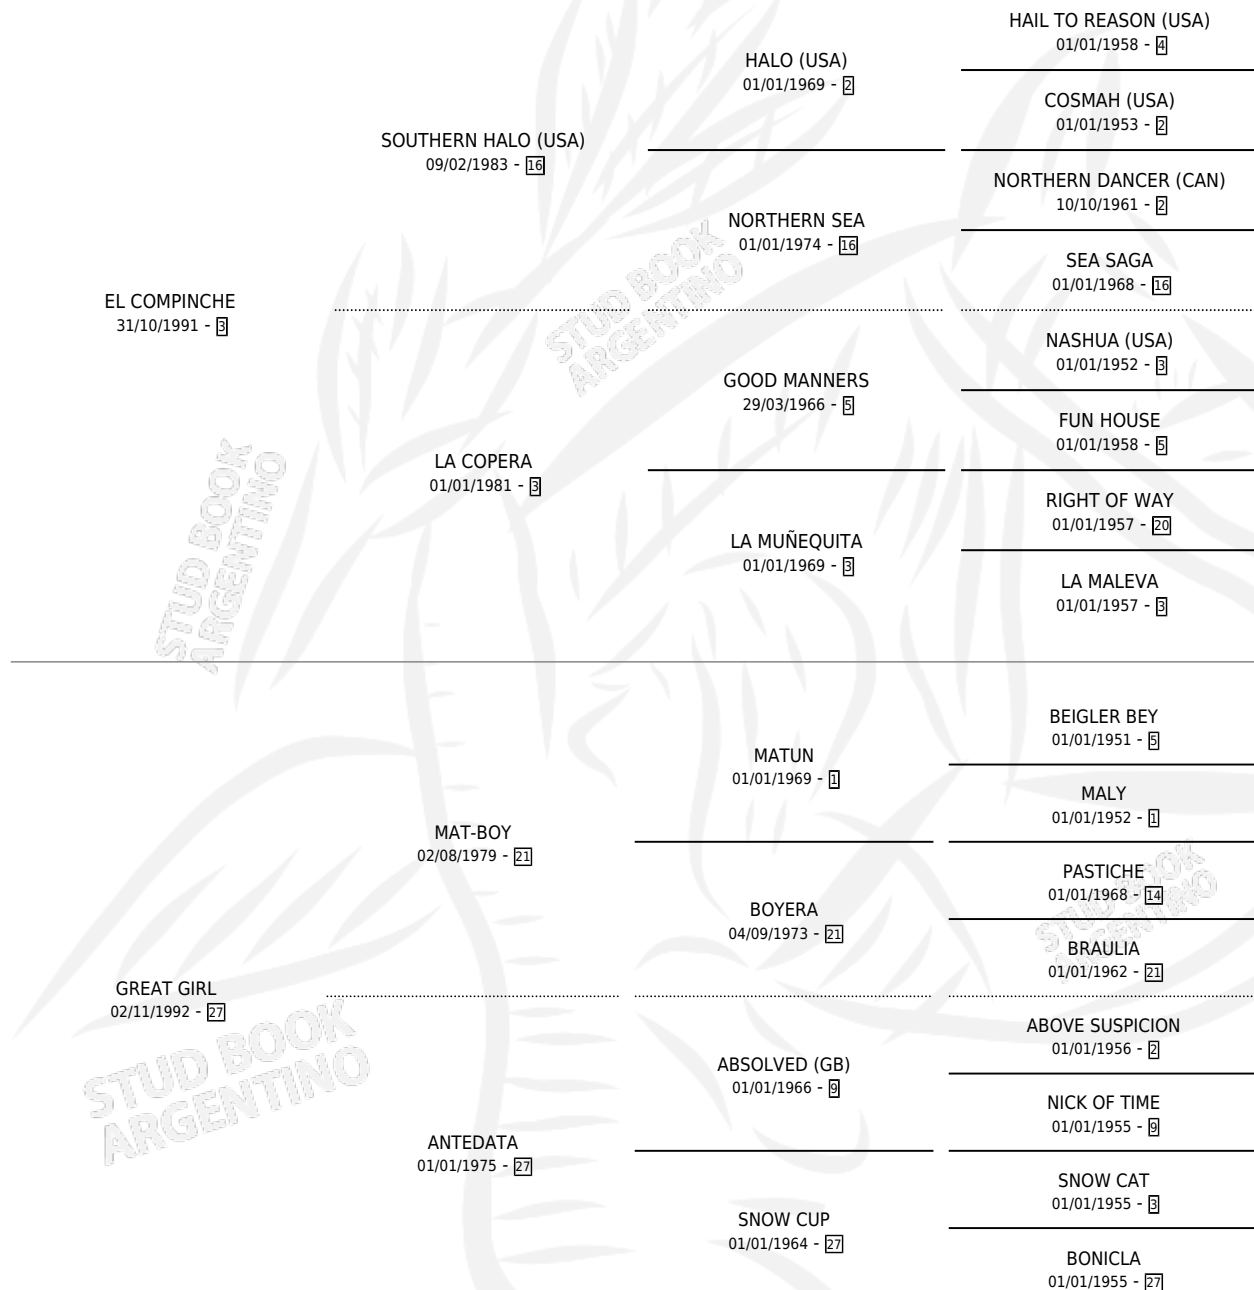 HAIL TO REASON (USA)
01/01/1958 - 4
HALO (USA)
01/01/1969 - 2
COSMAH (USA)
01/01/1953 - 2
SOUTHERN HALO (USA)
09/02/1983 - 16
NORTHERN DANCER (CAN)
10/10/1961 - 2
NORTHERN SEA
01/01/1974 - 16
SEA SAGA
01/01/1968 - 16
EL COMPINCHE
31/10/1991 - 3
NASHUA (USA)
01/01/1952 - 3
GOOD MANNERS
29/03/1966 - 5
FUN HOUSE
01/01/1958 - 5
LA COPERA
01/01/1981 - 3
RIGHT OF WAY
01/01/1957 - 20
LA MUÑEQUITA
01/01/1969 - 3
LA MALEVA
01/01/1957 - 3
BEIGLER BEY
01/01/1951 - 5
MATUN
01/01/1969 - 1
MALY
01/01/1952 - 1
MAT-BOY
02/08/1979 - 21
PASTICHE
01/01/1968 - 14
BOYERA
04/09/1973 - 21
BRAULIA
01/01/1962 - 21
GREAT GIRL
02/11/1992 - 27
ABOVE SUSPICION
01/01/1956 - 2
ABSOLVED (GB)
01/01/1966 - 9
NICK OF TIME
01/01/1955 - 9
ANTEDATA
01/01/1975 - 27
SNOW CAT
01/01/1955 - 3
SNOW CUP
01/01/1964 - 27
BONICLA
01/01/1955 - 27
STUD BOOK
ARGENTINO
STUD BOOK
ARGENTINO
STUD BOOK
ARGENTINO
STUD BOOK
ARGENTINO